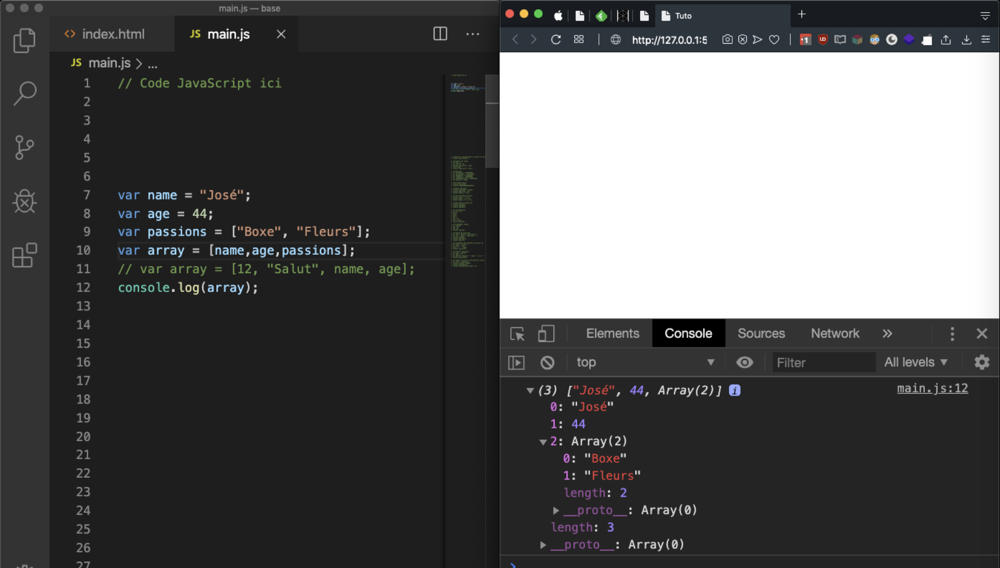 main.js — base
index.html
JS main.js
JS main.js > ...
1 // Code JavaScript ici
2
3
4
5
6
7 var name = "José";
8 var age = 44;
9 var passions = ["Boxe", "Fleurs"];
10 var array = [name,age,passions];
11 // var array = [12, "Salut", name, age];
12 console.log(array);
13
14
15
16
17
18
19
20
21
22
23
24
25
26
27
Tuto
http://127.0.0.1:5
Elements Console Sources Network »
top Filter All levels
(3) ["José", 44, Array(2)] i main.js:12
0: "José"
1: 44
2: Array(2)
0: "Boxe"
1: "Fleurs"
length: 2
__proto__: Array(0)
length: 3
__proto__: Array(0)